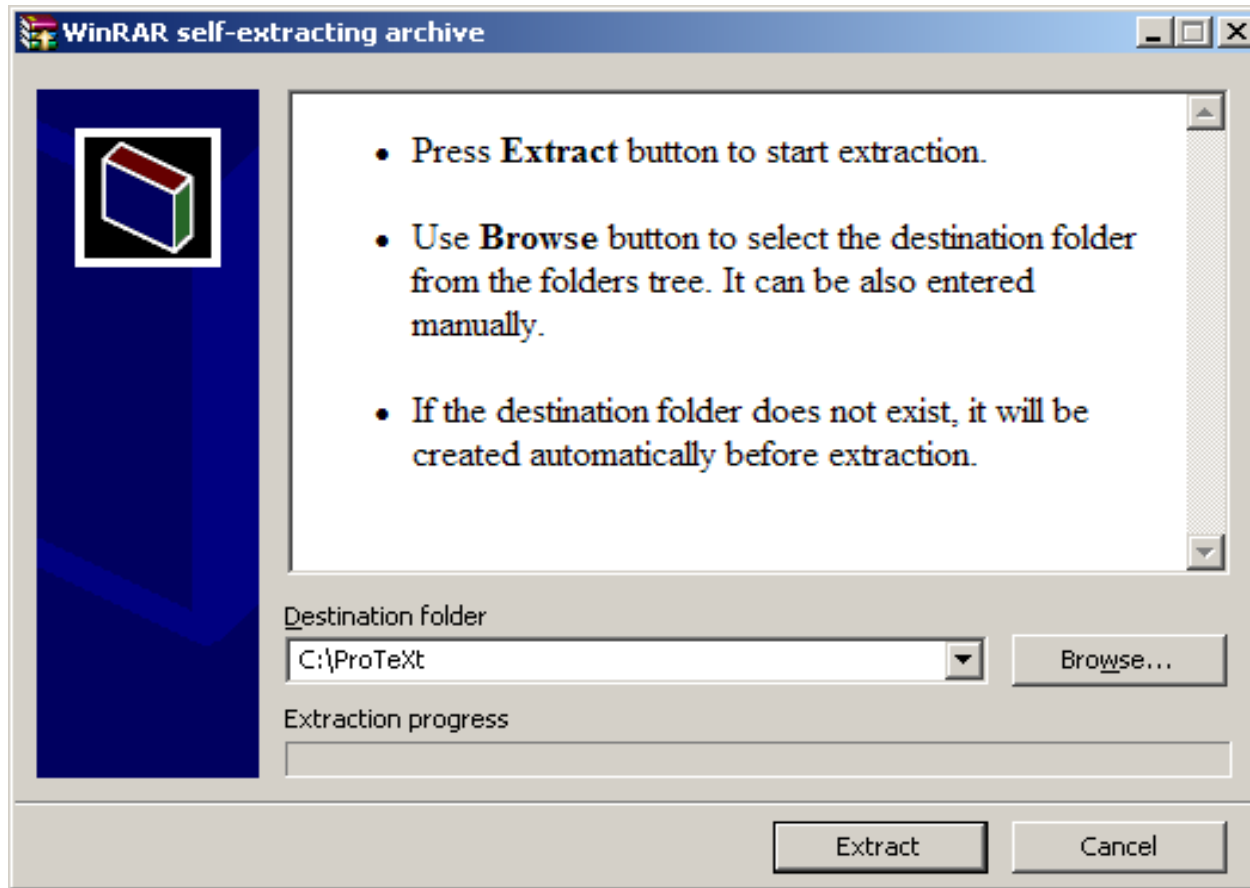 WinRAR self-extracting archive
• Press Extract button to start extraction.
• Use Browse button to select the destination folder
from the folders tree. It can be also entered
manually.
• If the destination folder does not exist, it will be
created automatically before extraction.
Destination folder
C:\ProTeXt
Browse...
Extraction progress
Extract
Cancel